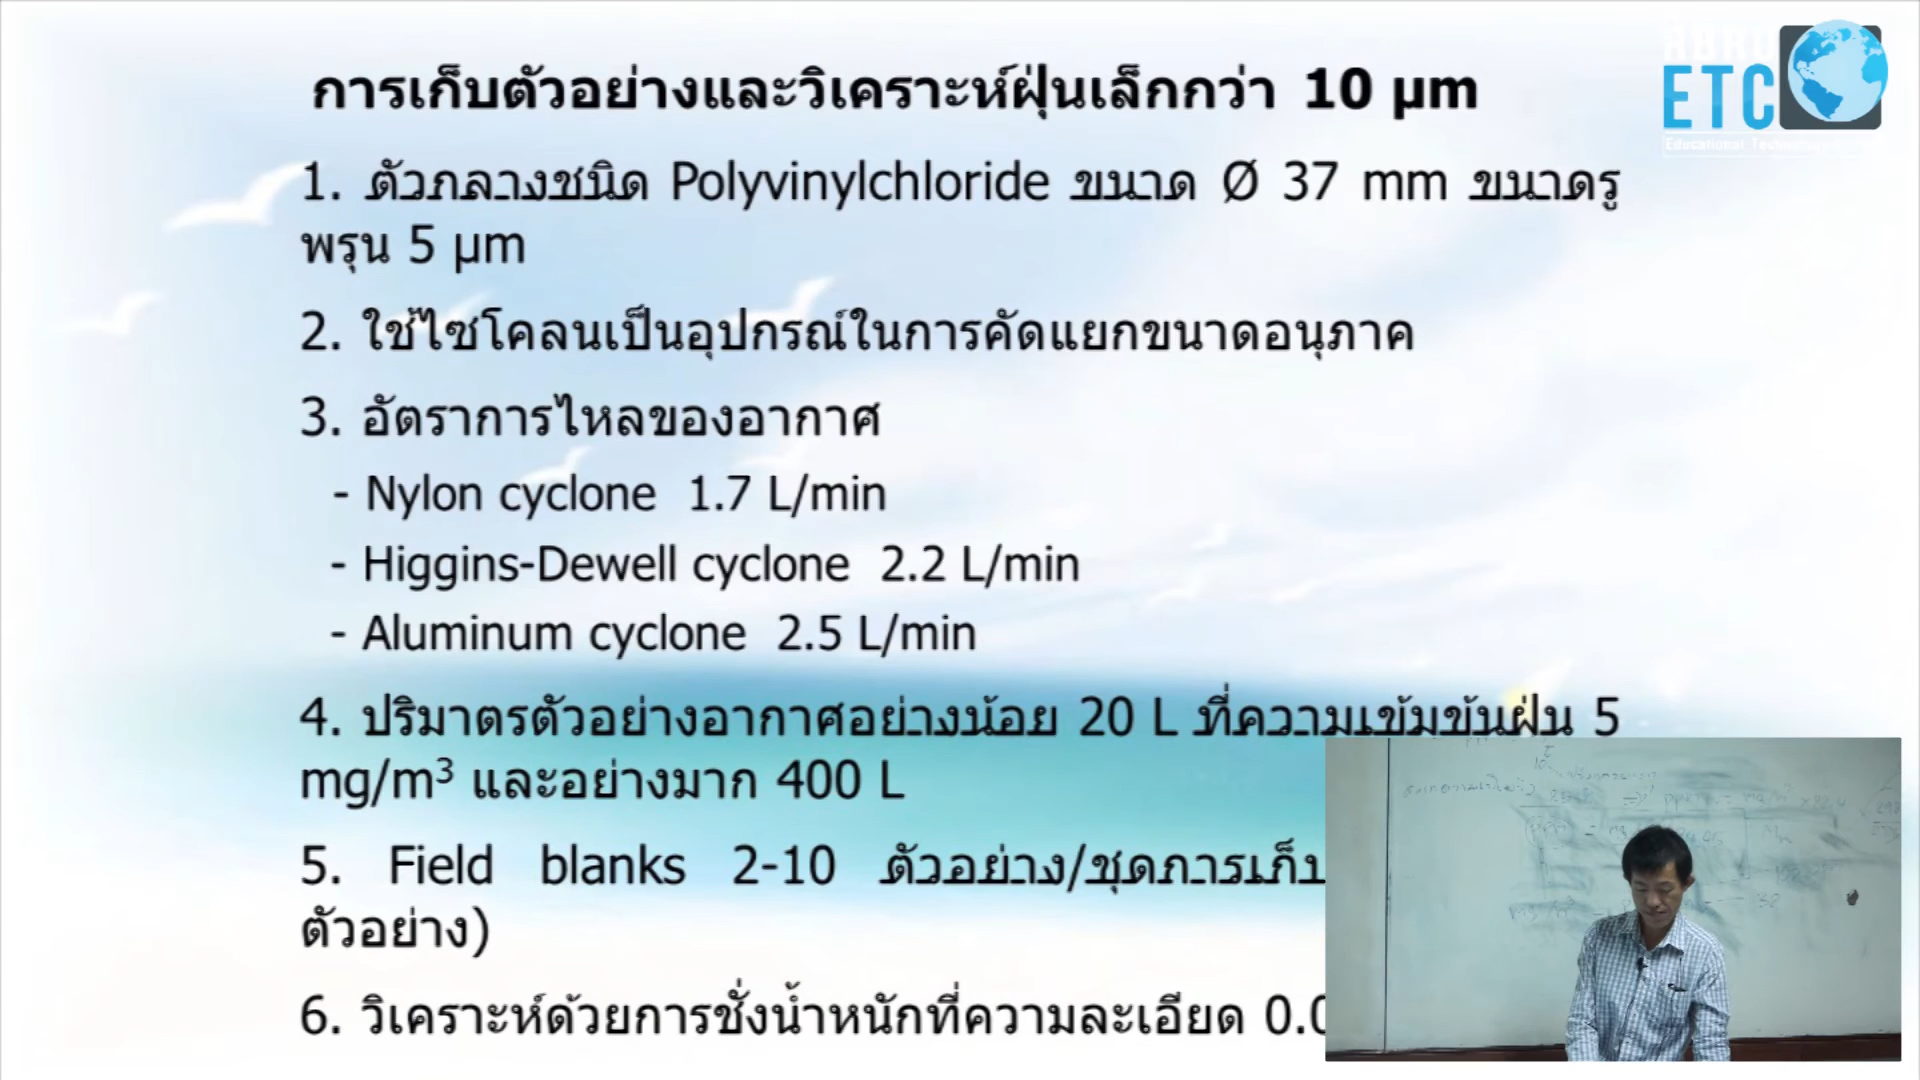 การเก็บตัวอย่างและวิเคราะห์ฝุ่นเล็กกว่า 10 µm
ETC
Educational
1. ตัวกลางชนิด Polyvinylchloride ขนาด Ø 37 mm ขนาดรู
พรุน 5 µm
2. ใช้ไซโคลนเป็นอุปกรณ์ในการคัดแยกขนาดอนุภาค
3. อัตราการไหลของอากาศ
- Nylon cyclone 1.7 L/min
- Higgins-Dewell cyclone 2.2 L/min
- Aluminum cyclone 2.5 L/min
4. ปริมาตรตัวอย่างอากาศอย่างน้อย 20 L ที่ความเข้มข้นฝุ่น 5
mg/m³ และอย่างมาก 400 L
5. Field blanks 2-10 ตัวอย่าง/ชุดการเก็บ
ตัวอย่าง)
6. วิเคราะห์ด้วยการชั่งน้ำหนักที่ความละเอียด 0.0